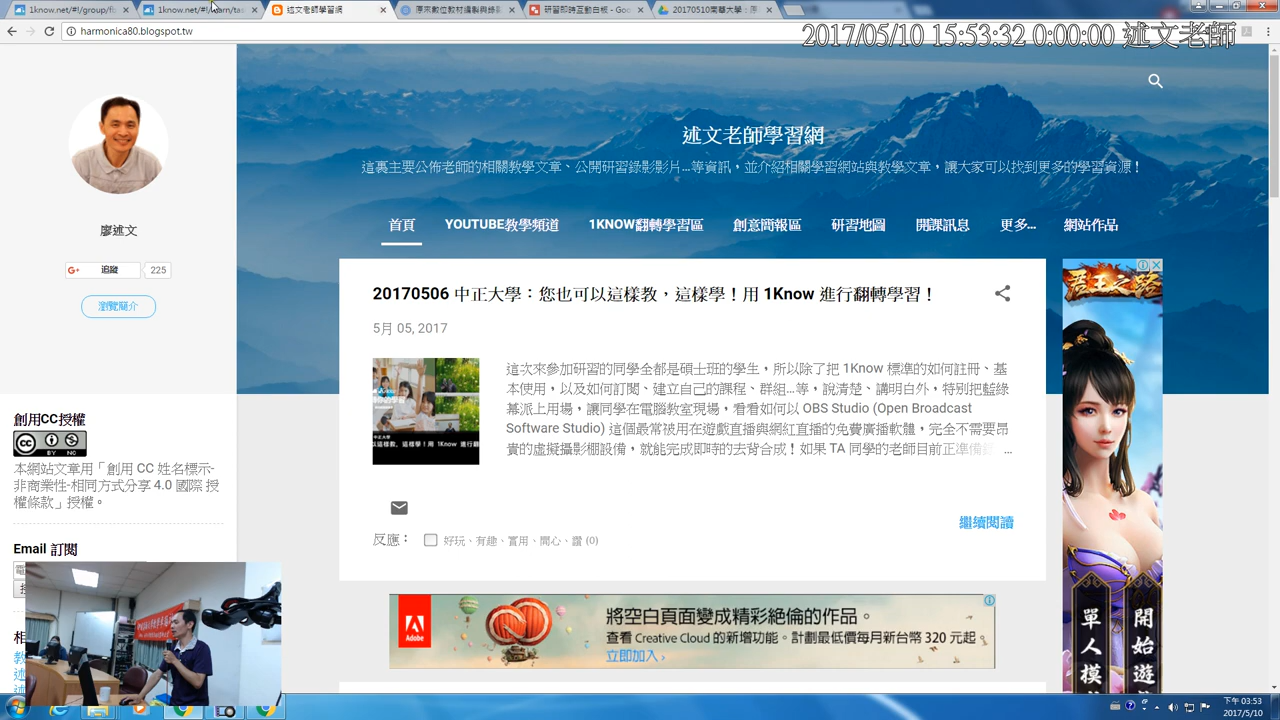 1know.net/#!/group/fb
1know.net/#!/learn/tas
述文老師學習網
原來數位教材編製與錄影
研習即時互動白板 - Goo
20170510南華大學：原
harmonica80.blogspot.tw
2017/05/10 15:53:32 0:00:00 述文老師
述文老師學習網
這裏主要公佈老師的相關教學文章、公開研習錄影影片...等資訊，並介紹相關學習網站與教學文章，讓大家可以找到更多的學習資源！
首頁 YOUTUBE教學頻道 1KNOW翻轉學習區 創意簡報區 研習地圖 開課訊息 更多... 網站作品
廖述文
G+ 追蹤 225
瀏覽簡介
創用CC授權
cc BY NC
本網站文章用「創用 CC 姓名標示-
非商業性-相同方式分享 4.0 國際 授
權條款」授權。
Email 訂閱
20170506 中正大學：您也可以這樣教，這樣學！用 1Know 進行翻轉學習！
5月 05, 2017
這次來參加研習的同學全都是碩士班的學生，所以除了把 1Know 標準的如何註冊、基
本使用，以及如何訂閱、建立自己的課程、群組...等，說清楚、講明白外，特別把藍綠
幕派上用場，讓同學在電腦教室現場，看看如何以 OBS Studio (Open Broadcast
Software Studio) 這個最常被用在遊戲直播與網紅直播的免費廣播軟體，完全不需要昂
貴的虛擬攝影棚設備，就能完成即時的去背合成！如果 TA 同學的老師目前正準備 ...
繼續閱讀
反應： 好玩、有趣、實用、開心、讚 (0)
Adobe
將空白頁面變成精彩絕倫的作品。
查看 Creative Cloud 的新增功能。計劃最低價每月新台幣 320 元起
立即加入 ›
君王之路
單人模
開始遊
下午 03:53
2017/5/10